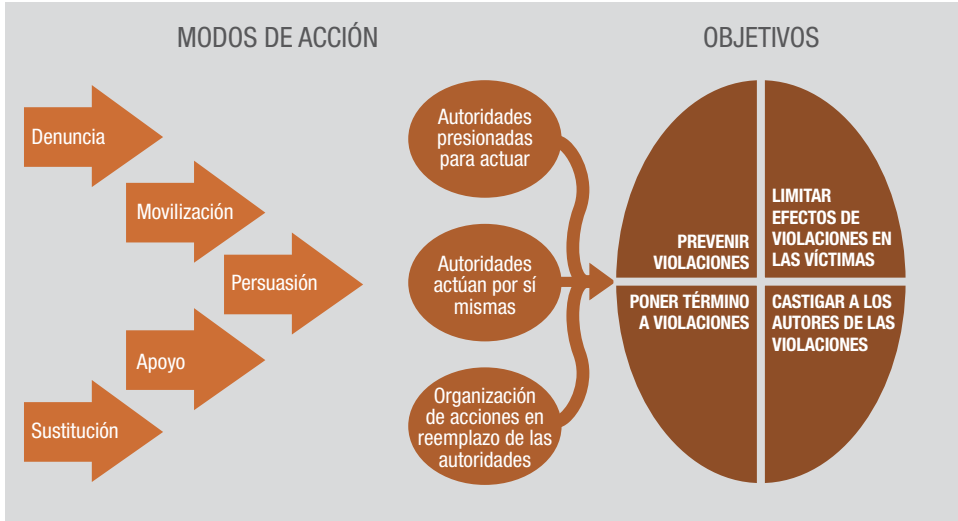 MODOS DE ACCIÓN
OBJETIVOS
Denuncia
Movilización
Persuasión
Apoyo
Sustitución
Autoridades
presionadas
para actuar
Autoridades
actúan por sí
mismas
Organización
de acciones en
reemplazo de las
autoridades
PREVENIR
VIOLACIONES
LIMITAR
EFECTOS DE
VIOLACIONES EN
LAS VÍCTIMAS
PONER TÉRMINO
A VIOLACIONES
CASTIGAR A LOS
AUTORES DE LAS
VIOLACIONES